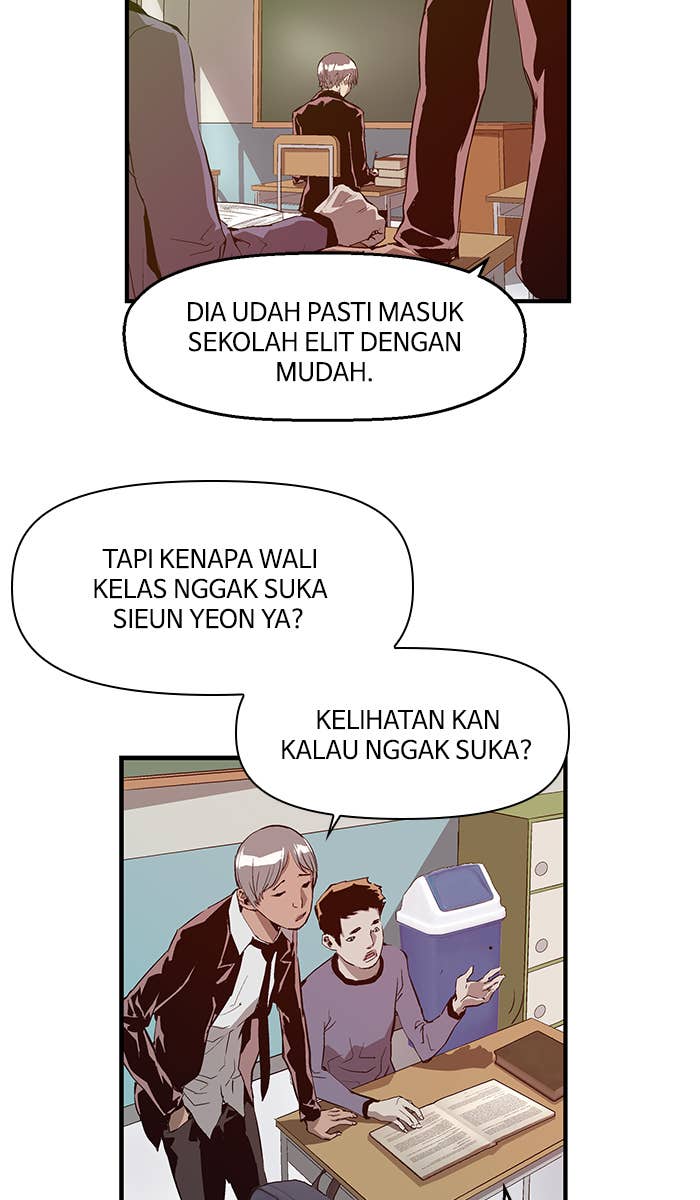 DIA UDAH PASTI MASUK
SEKOLAH ELIT DENGAN
MUDAH.
TAPI KENAPA WALI
KELAS NGGAK SUKA
SIEUN YEON YA?
KELIHATAN KAN
KALAU NGGAK SUKA?